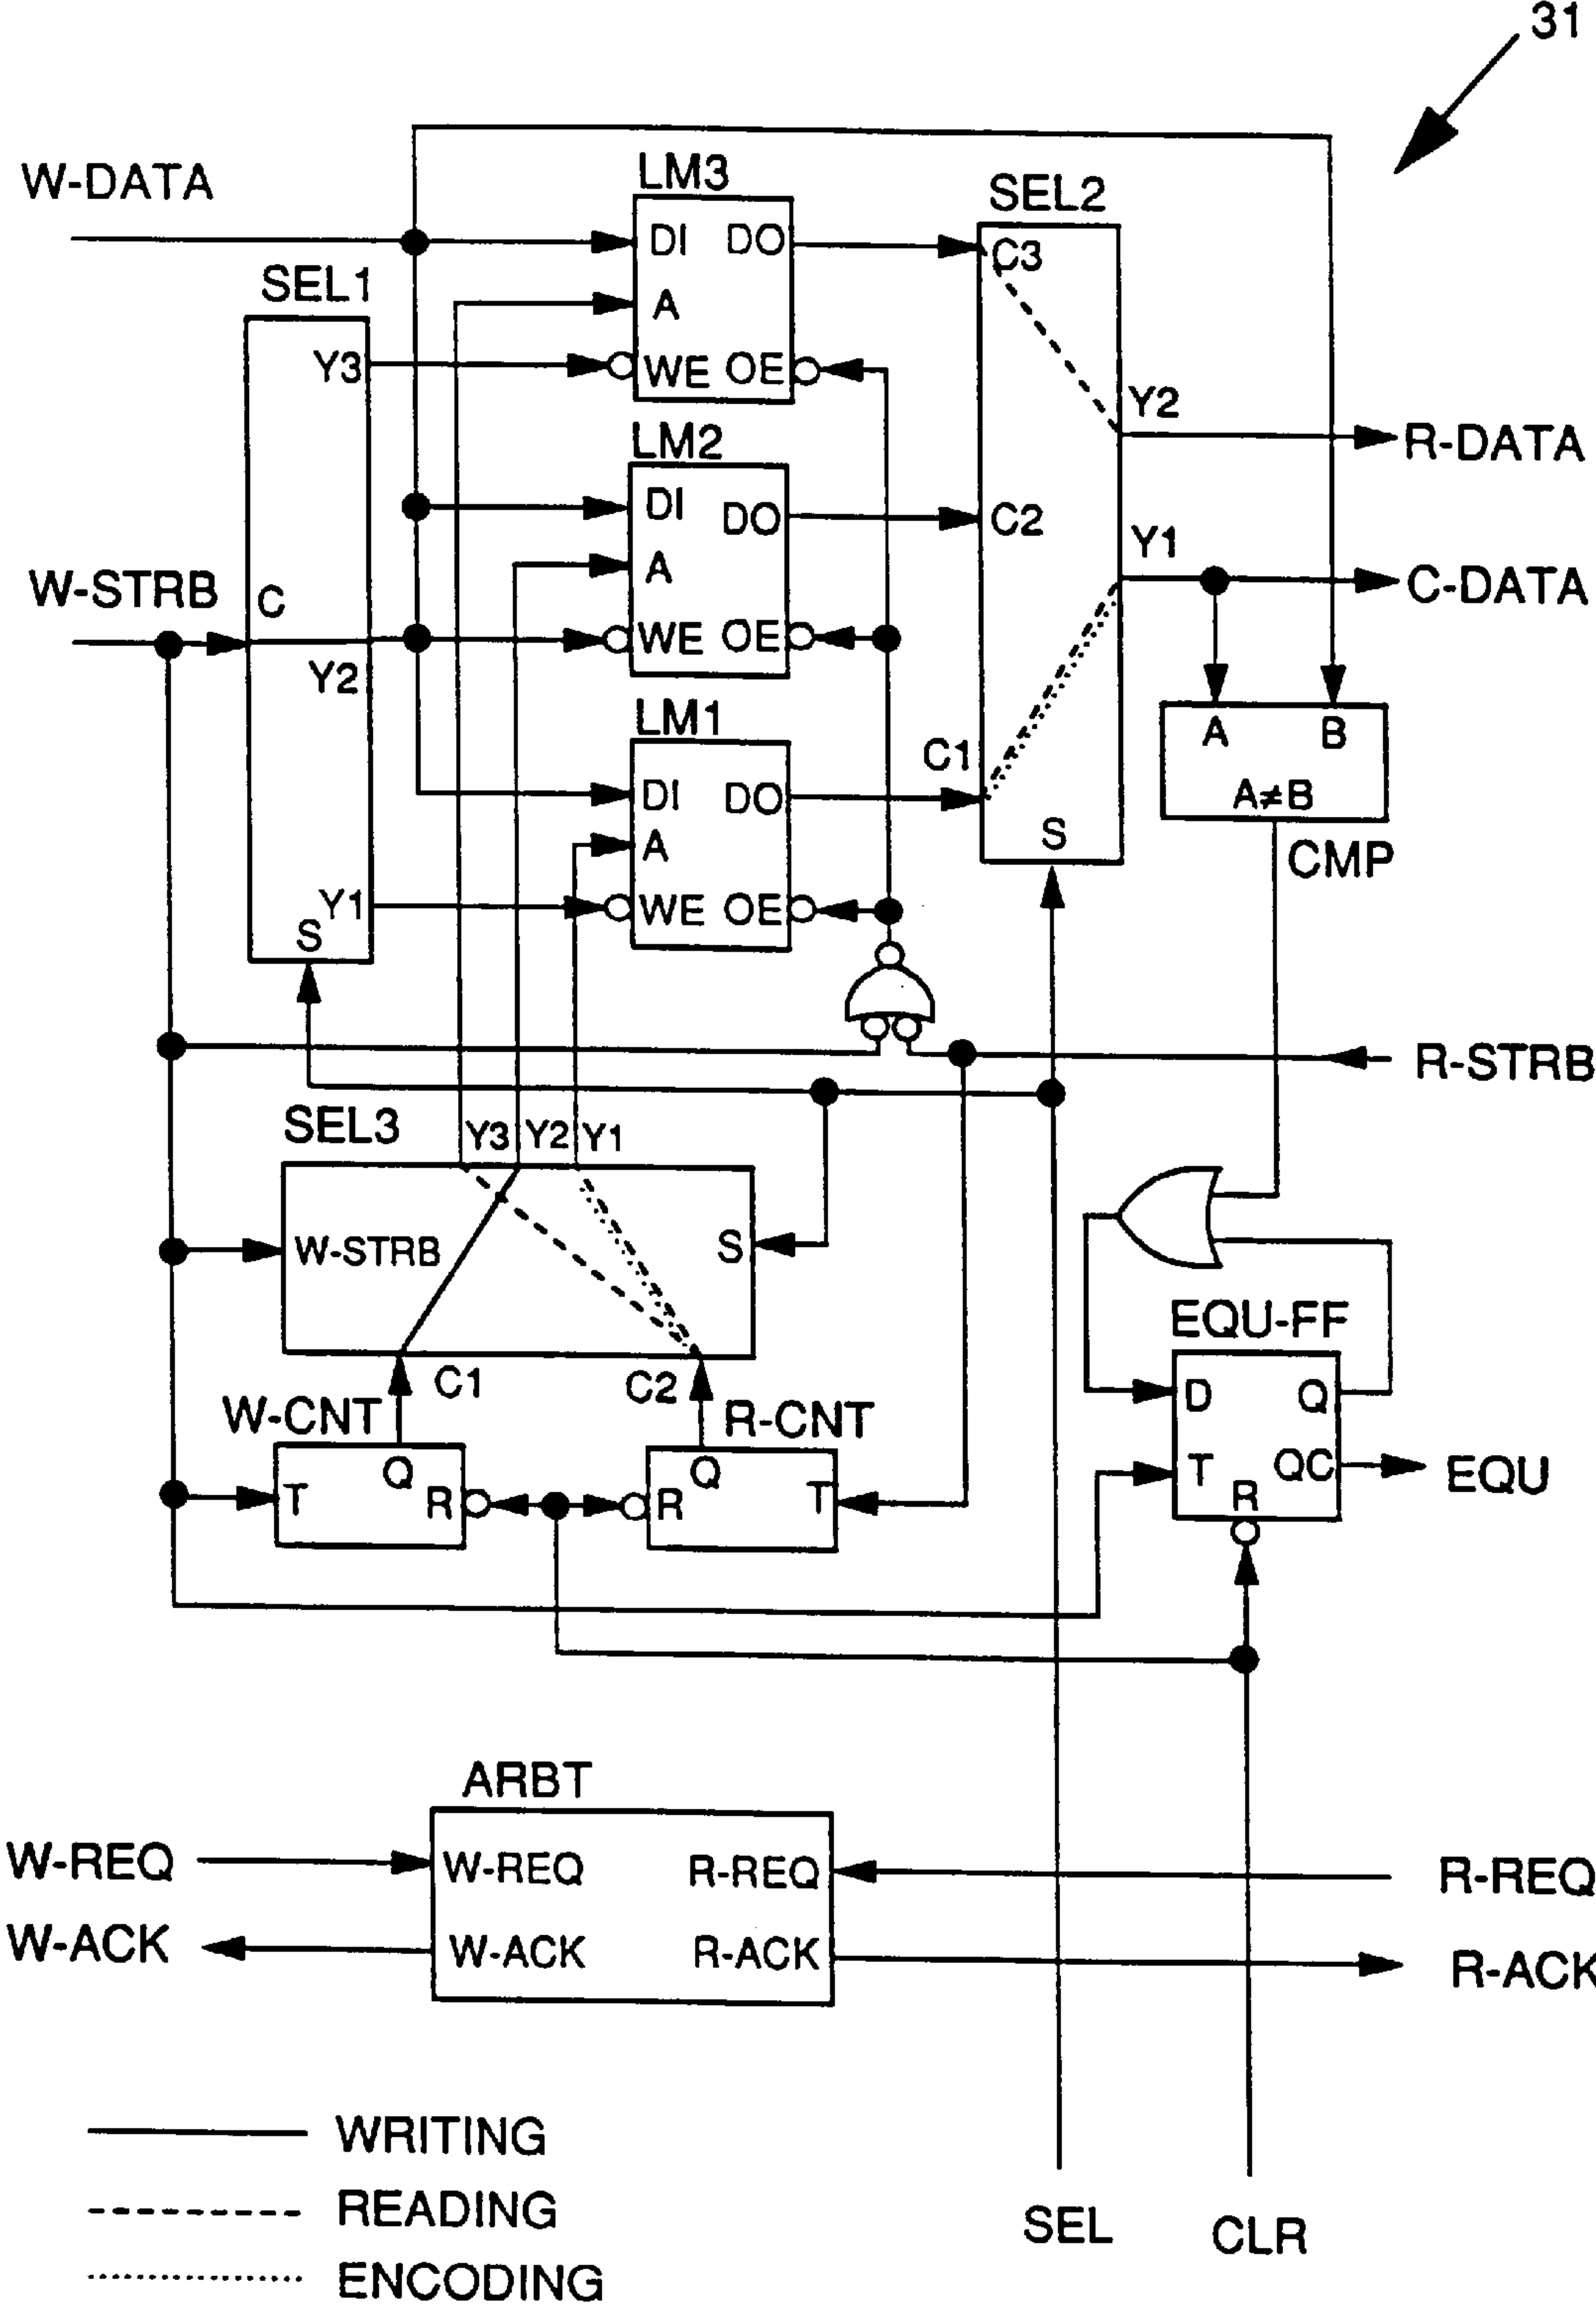 31
W-DATA
LM3
SEL2
DI DO
C3
SEL1
A
Y3
WE OE
Y2
R-DATA
LM2
DI DO
C2
Y1
A
C-DATA
W-STRB
C
WE OE
Y2
LM1
A B
C1
DI DO
A≠B
S
A
CMP
Y1
WE OE
S
R-STRB
SEL3
Y3 Y2 Y1
W-STRB
S
EQU-FF
C1 C2
D Q
W-CNT
R-CNT
Q
Q
T QC
EQU
T R
R T
R
ARBT
W-REQ
W-REQ R-REQ
R-REQ
W-ACK
W-ACK R-ACK
R-ACK
WRITING
READING
SEL
CLR
ENCODING